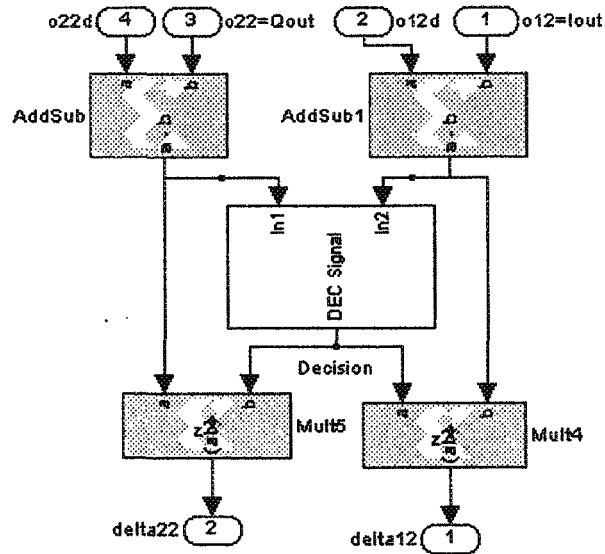 o22d 4 3 o22=Qout 2 o12d 1 o12=Iout
a b a b
AddSub AddSub1
a - b a - b
In1 In2
DEC Signal
Decision
a b a b
Mult5 Mult4
delta22 2
delta12 1